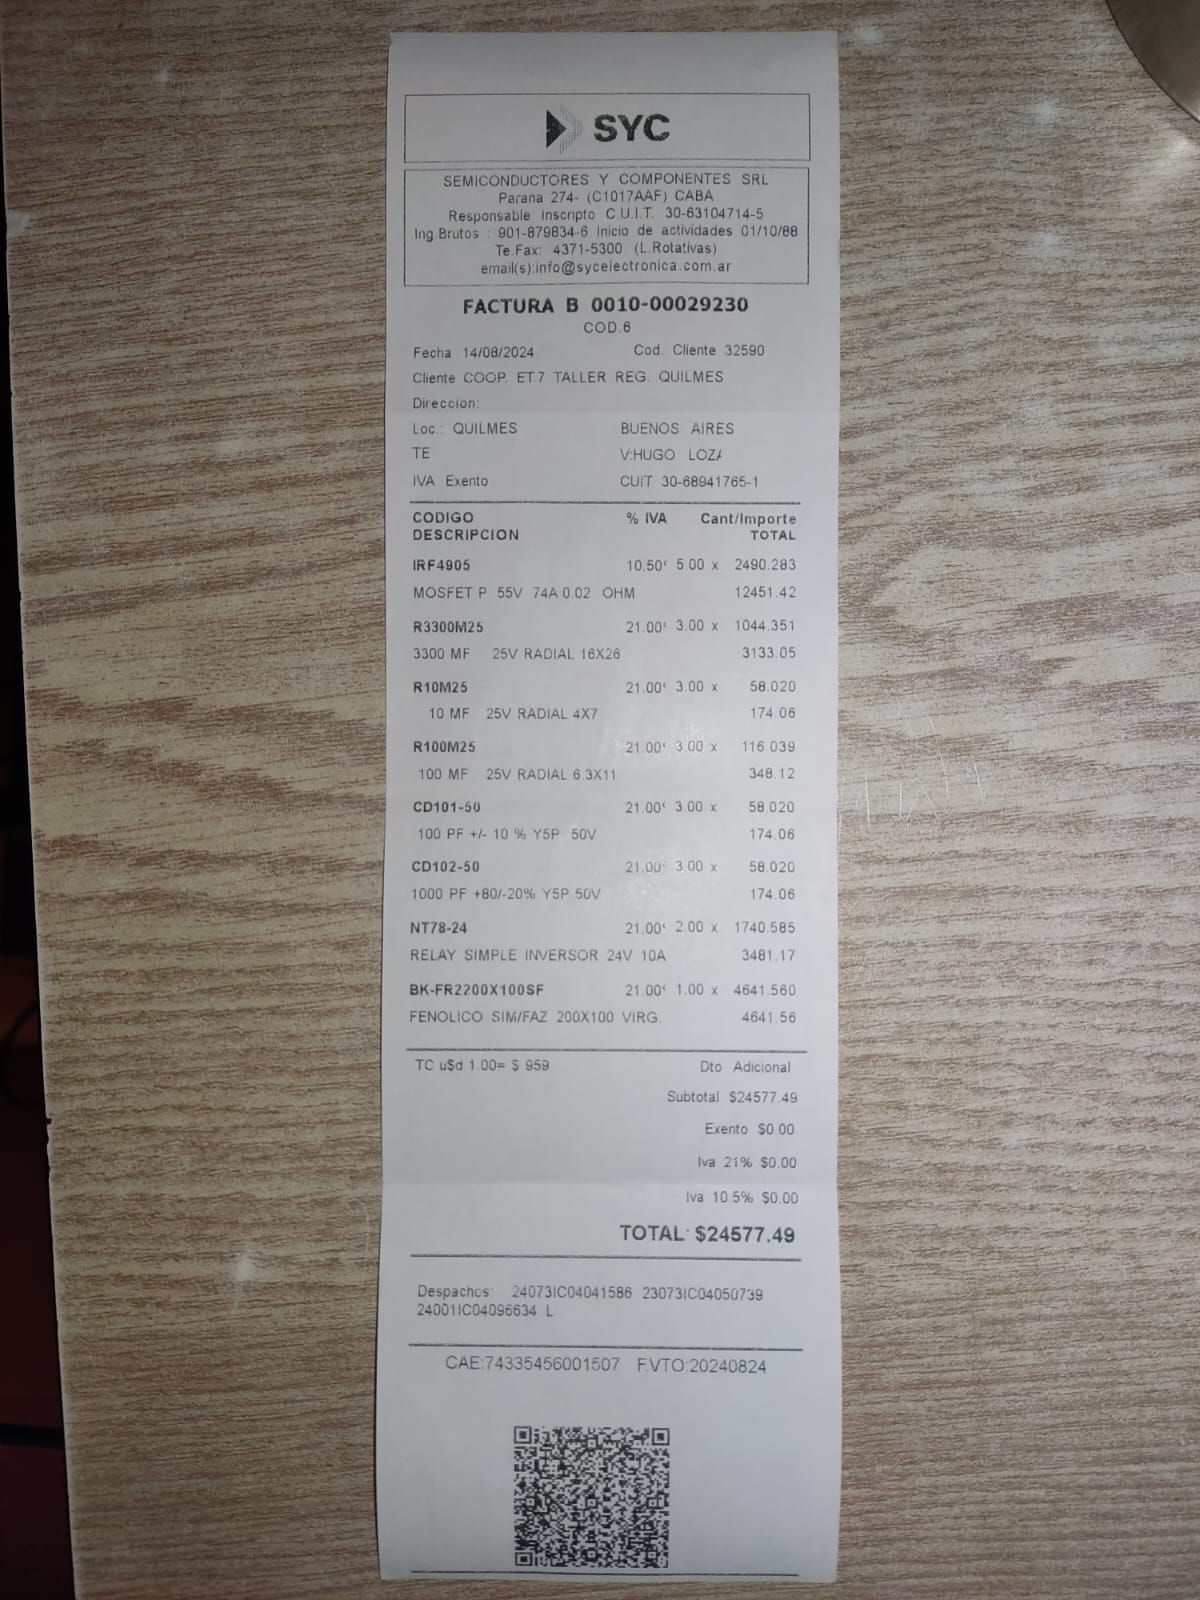 SYC
SEMICONDUCTORES Y COMPONENTES SRL
Parana 274- (C1017AAF) CABA
Responsable Inscripto C.U.I.T. 30-63104714-5
Ing.Brutos : 901-879834-6 Inicio de actividades 01/10/88
Te.Fax: 4371-5300 (L.Rotativas)
email(s):info@sycelectronica.com.ar
FACTURA B 0010-00029230
COD.6
Fecha 14/08/2024 Cod. Cliente 32590
Cliente COOP. ET.7 TALLER REG. QUILMES
Direccion:
Loc.: QUILMES BUENOS AIRES
TE V:HUGO LOZA
IVA Exento CUIT 30-68941765-1
CODIGO % IVA Cant/Importe
DESCRIPCION TOTAL
IRF4905 10.50 5.00 x 2490.283
MOSFET P 55V 74A 0.02 OHM 12451.42
R3300M25 21.00 3.00 x 1044.351
3300 MF 25V RADIAL 16X26 3133.05
R10M25 21.00 3.00 x 58.020
10 MF 25V RADIAL 4X7 174.06
R100M25 21.00 3.00 x 116.039
100 MF 25V RADIAL 6.3X11 348.12
CD101-50 21.00 3.00 x 58.020
100 PF +/- 10 % Y5P 50V 174.06
CD102-50 21.00 3.00 x 58.020
1000 PF +80/-20% Y5P 50V 174.06
NT78-24 21.00 2.00 x 1740.585
RELAY SIMPLE INVERSOR 24V 10A 3481.17
BK-FR2200X100SF 21.00 1.00 x 4641.560
FENOLICO SIM/FAZ 200X100 VIRG. 4641.56
TC u$d 1.00= $ 959 Dto Adicional
Subtotal $24577.49
Exento $0.00
Iva 21% $0.00
Iva 10.5% $0.00
TOTAL: $24577.49
Despachos: 24073IC04041586 23073IC04050739
24001IC04096634 L
CAE:74335456001507 F.VTO:20240824